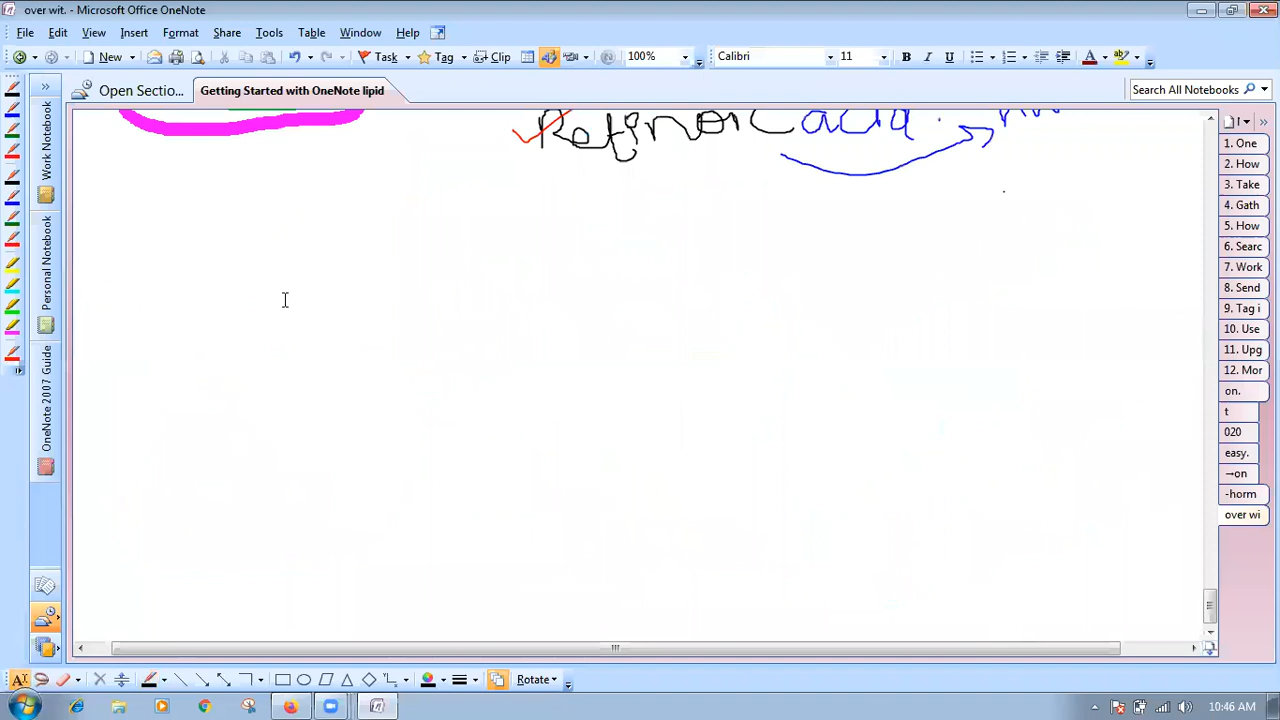 over wit. - Microsoft Office OneNote
File Edit View Insert Format Share Tools Table Window Help
New Task Tag Clip 100% Calibri 11 B I U A ab
Open Sectio... Getting Started with OneNote lipid Search All Notebooks
Work Notebook
Personal Notebook
OneNote 2007 Guide
acid.
1. One
2. How
3. Take
4. Gath
5. How
6. Searc
7. Work
8. Send
9. Tag i
10. Use
11. Upg
12. Mor
on.
t
020
easy.
→on
-horm
over wi
Rotate
10:46 AM